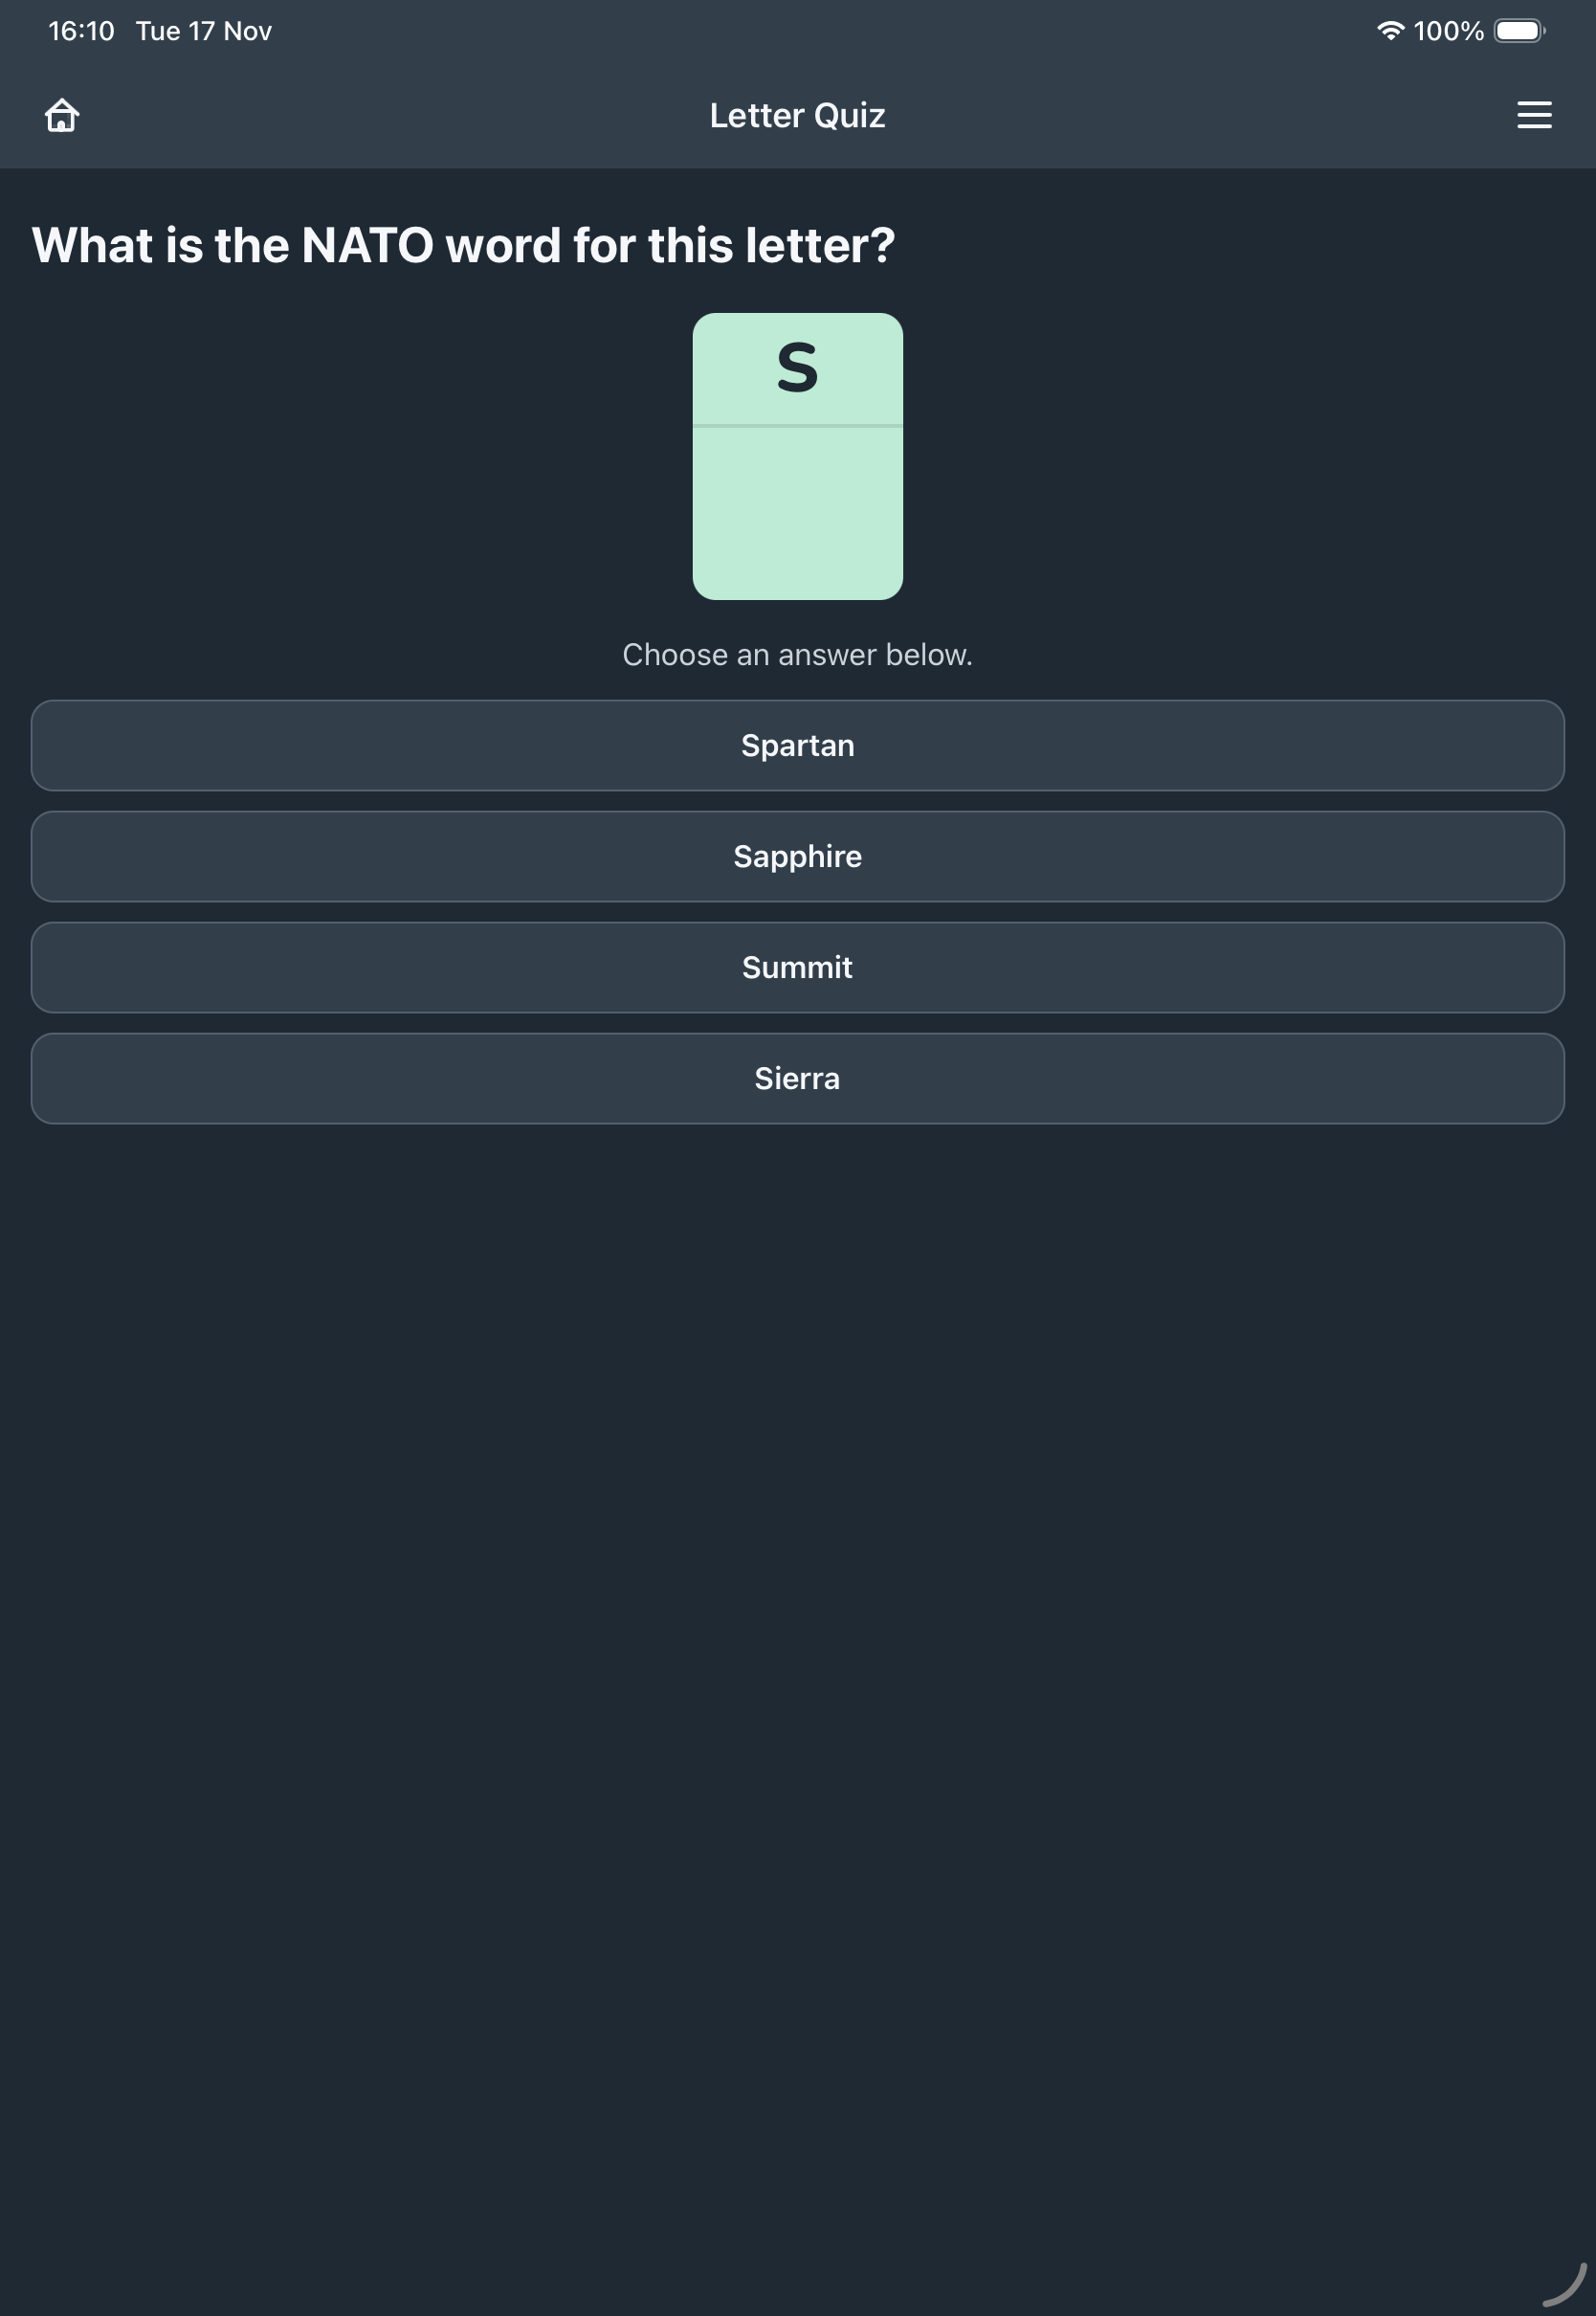 16:10 Tue 17 Nov 100%
Letter Quiz
What is the NATO word for this letter?
S
Choose an answer below.
Spartan
Sapphire
Summit
Sierra